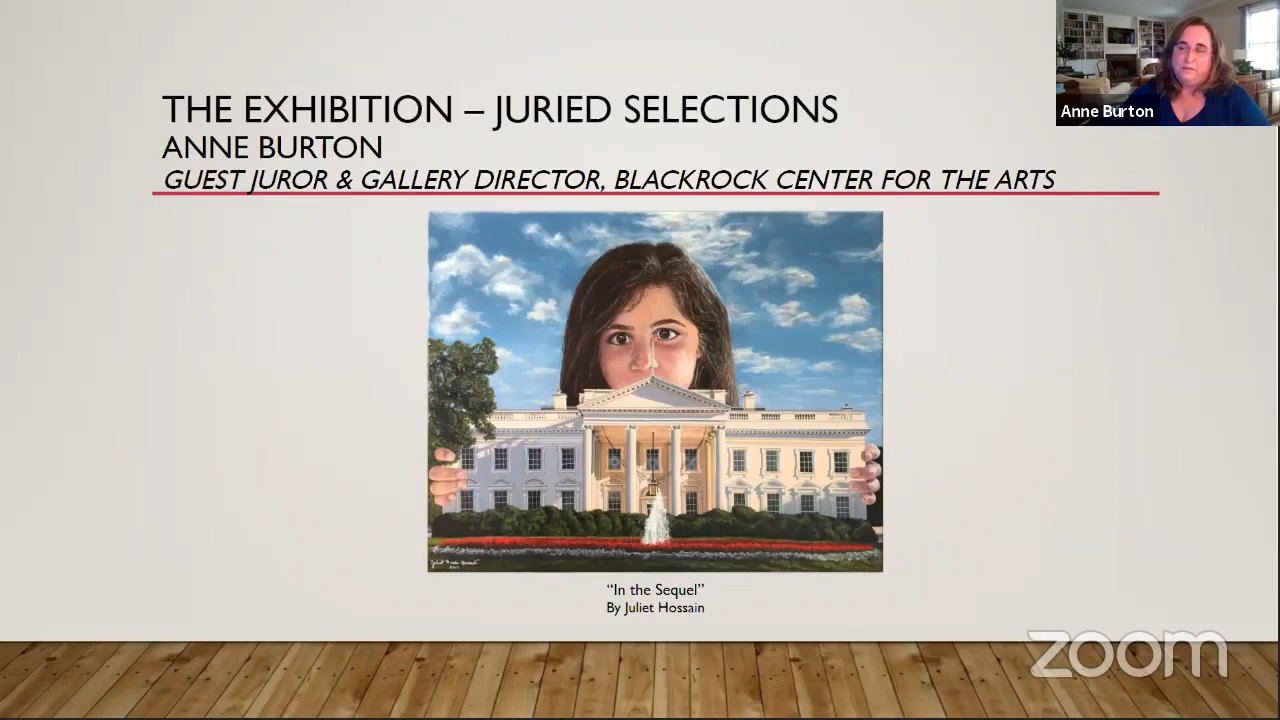 THE EXHIBITION – JURIED SELECTIONS
ANNE BURTON
GUEST JUROR & GALLERY DIRECTOR, BLACKROCK CENTER FOR THE ARTS
Anne Burton
“In the Sequel”
By Juliet Hossain
zoom